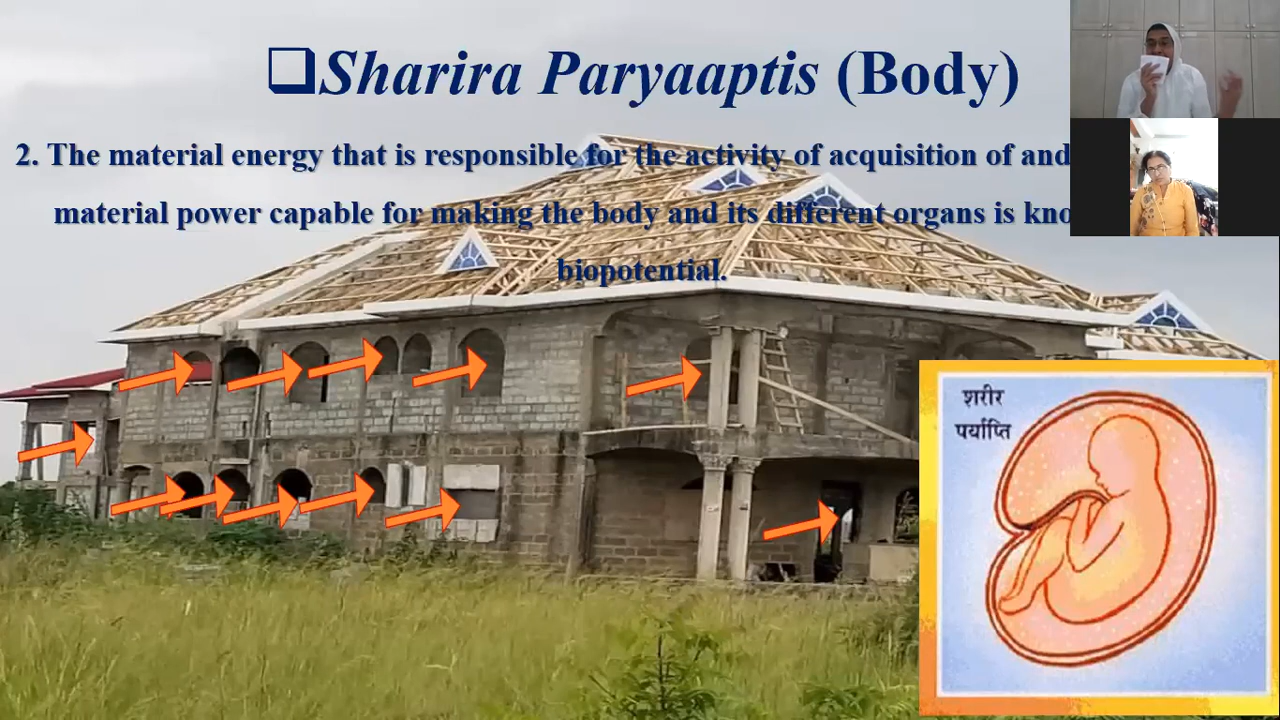 Sharira Paryaaptis (Body)
2. The material energy that is responsible for the activity of acquisition of and
material power capable for making the body and its different organs is
biopotential.
शरीर
पर्याप्ति